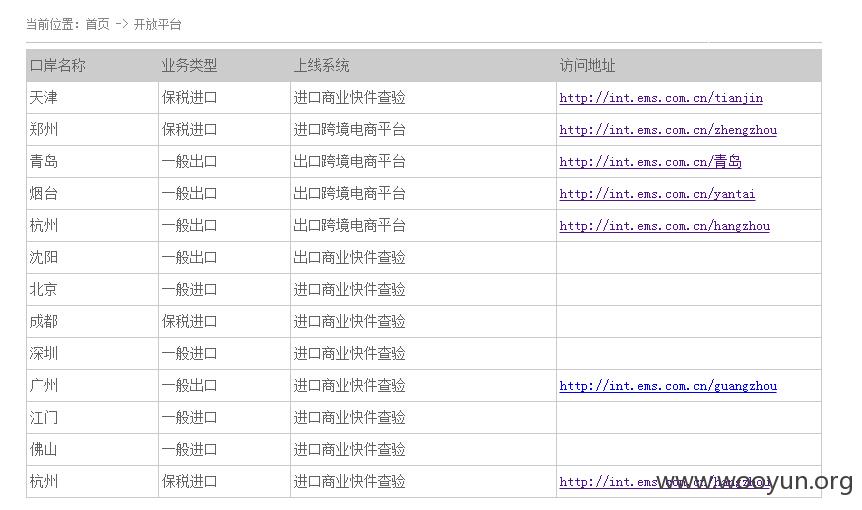 当前位置: 首页 -> 开放平台
口岸名称 业务类型 上线系统 访问地址
天津 保税进口 进口商业快件查验 http://int.ems.com.cn/tianjin
郑州 保税进口 进口跨境电商平台 http://int.ems.com.cn/zhengzhou
青岛 一般出口 出口跨境电商平台 http://int.ems.com.cn/青岛
烟台 一般出口 出口跨境电商平台 http://int.ems.com.cn/yantai
杭州 一般出口 出口跨境电商平台 http://int.ems.com.cn/hangzhou
沈阳 一般出口 出口商业快件查验
北京 一般进口 进口商业快件查验
成都 保税进口 进口商业快件查验
深圳 一般进口 进口商业快件查验
广州 一般出口 进口商业快件查验 http://int.ems.com.cn/guangzhou
江门 一般进口 进口商业快件查验
佛山 一般进口 进口商业快件查验
杭州 保税进口 进口商业快件查验 http://int.ems.com.cn/hangzhou
www.wooyun.org